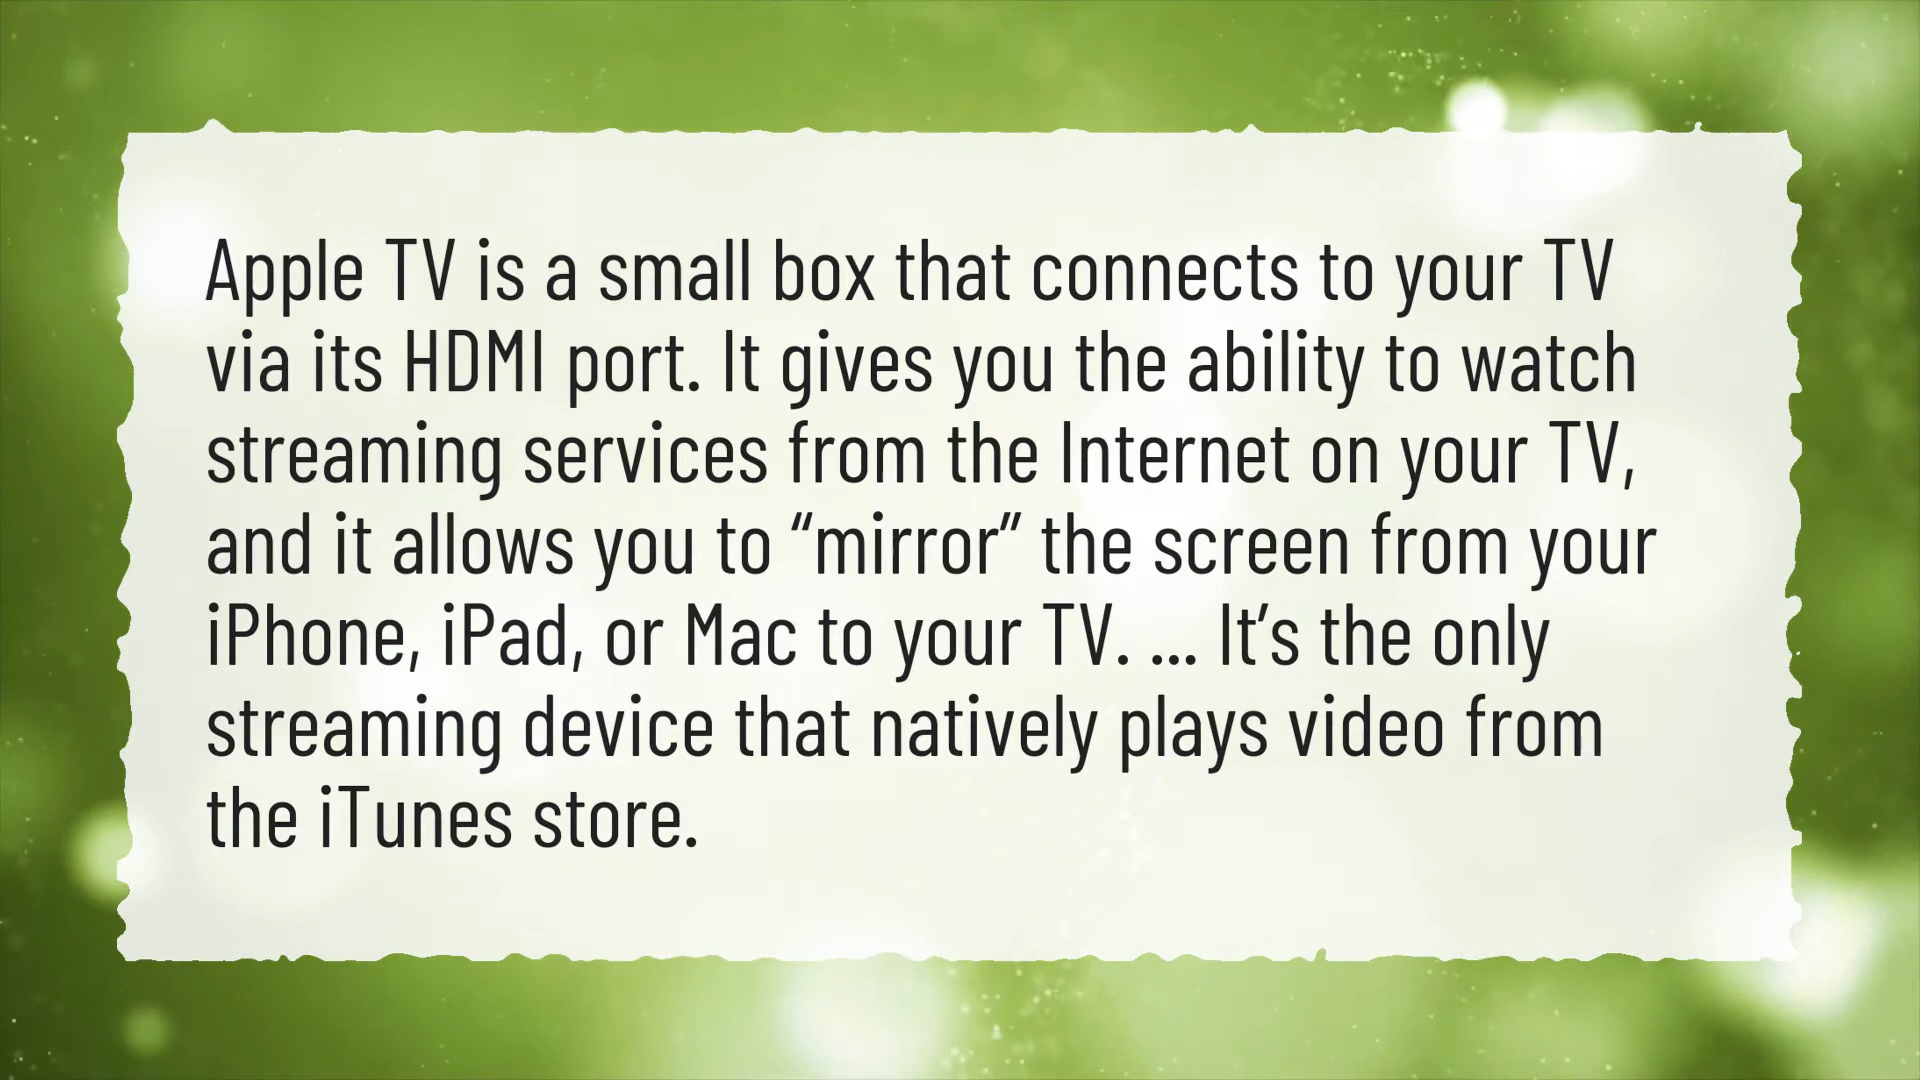 Apple TV is a small box that connects to your TV
via its HDMI port. It gives you the ability to watch
streaming services from the Internet on your TV,
and it allows you to “mirror” the screen from your
iPhone, iPad, or Mac to your TV. ... It’s the only
streaming device that natively plays video from
the iTunes store.